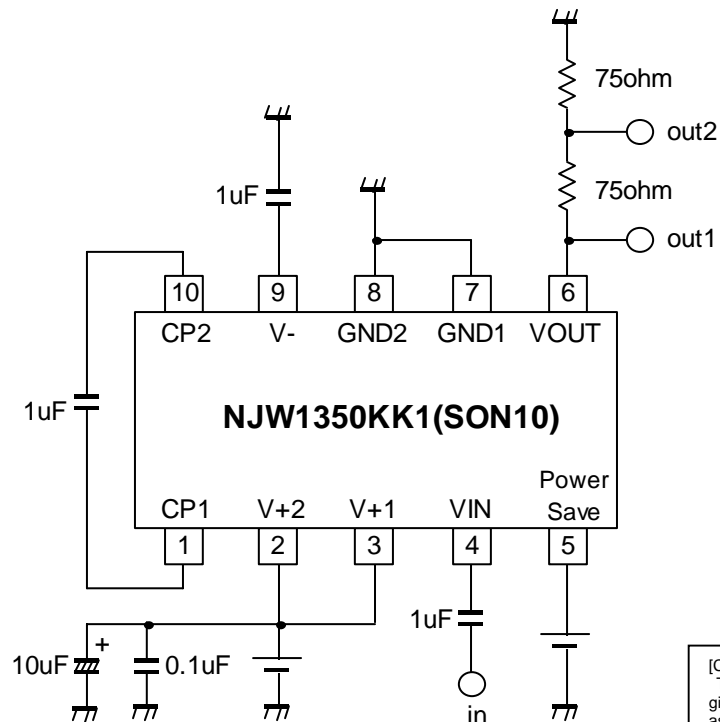 75ohm
out2
1uF
75ohm
out1
10 9 8 7 6
CP2 V- GND2 GND1 VOUT
1uF
NJW1350KK1(SON10)
Power
Save
CP1 V+2 V+1 VIN
1 2 3 4 5
1uF
+
10uF 0.1uF
in